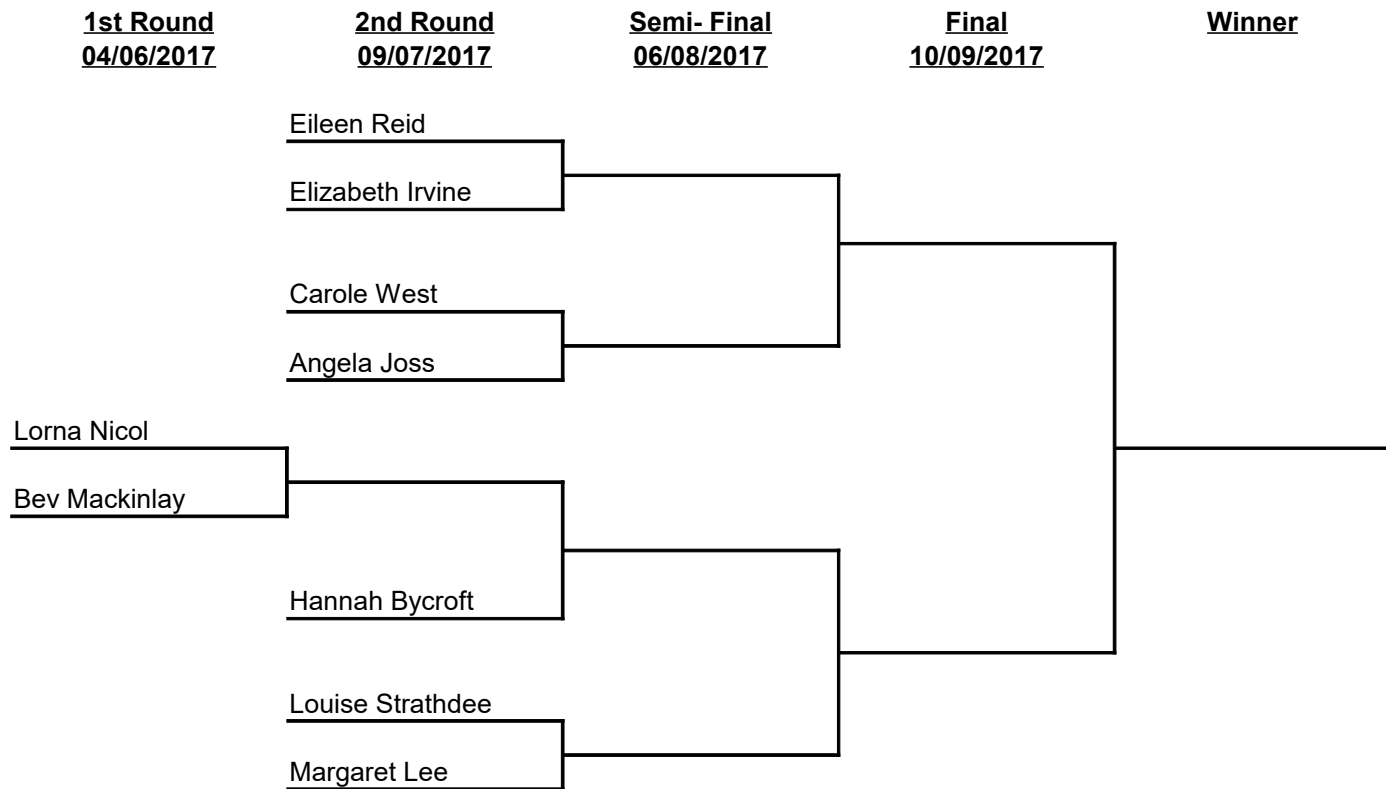 1st Round 2nd Round Semi- Final Final Winner
04/06/2017 09/07/2017 06/08/2017 10/09/2017
Eileen Reid
Elizabeth Irvine
Carole West
Angela Joss
Lorna Nicol
Bev Mackinlay
Hannah Bycroft
Louise Strathdee
Margaret Lee